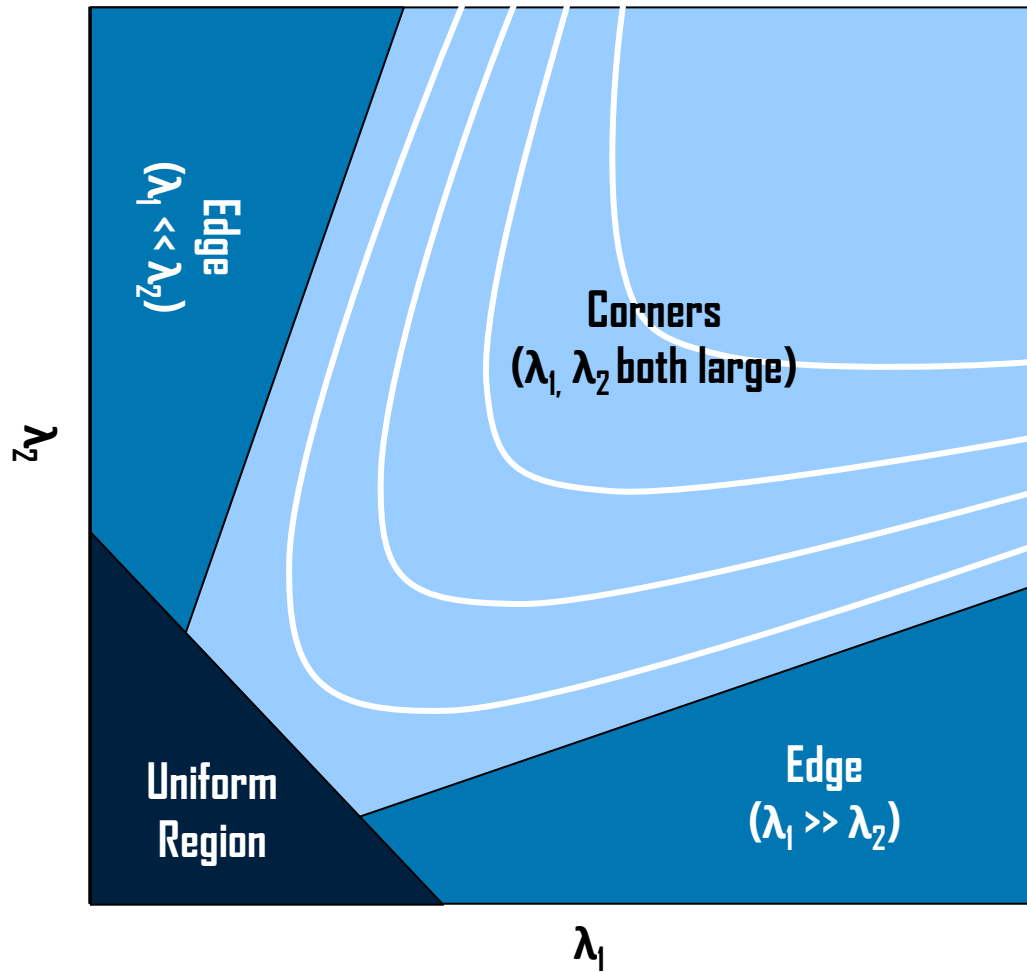 Edge
(λ₁ << λ₂)
Corners
(λ₁, λ₂ both large)
λ₂
Uniform
Region
Edge
(λ₁ >> λ₂)
λ₁